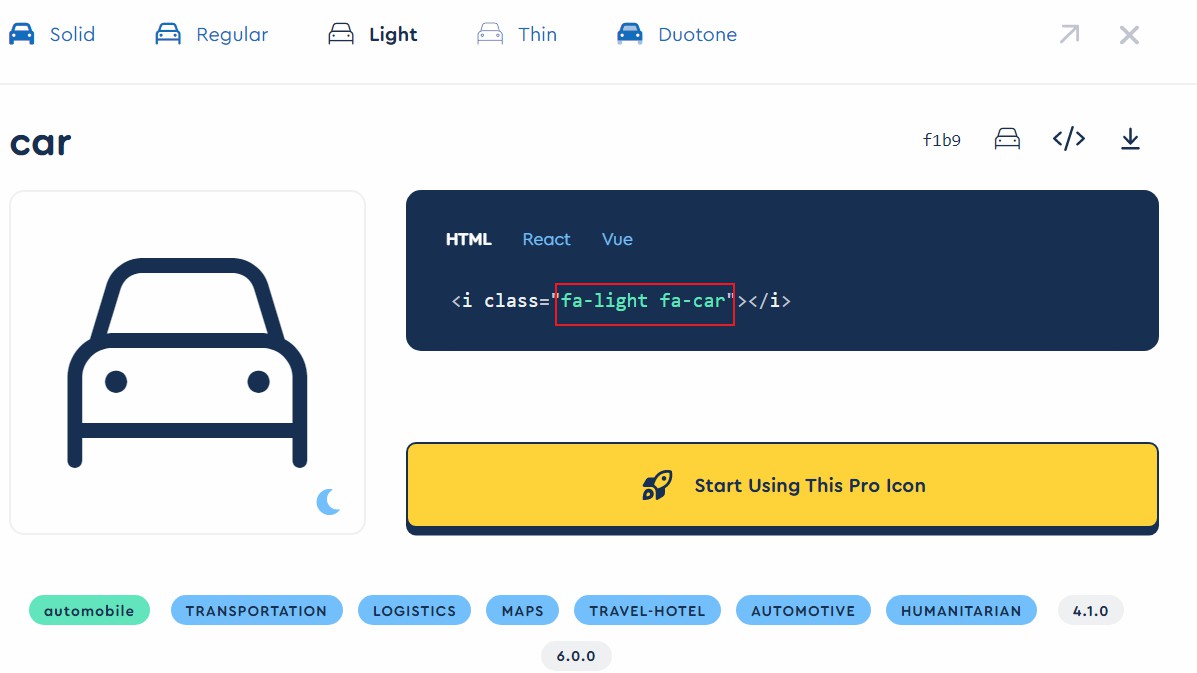 Solid Regular Light Thin Duotone
car
f1b9
HTML React Vue
<i class="fa-light fa-car"></i>
Start Using This Pro Icon
automobile TRANSPORTATION LOGISTICS MAPS TRAVEL-HOTEL AUTOMOTIVE HUMANITARIAN 4.1.0
6.0.0